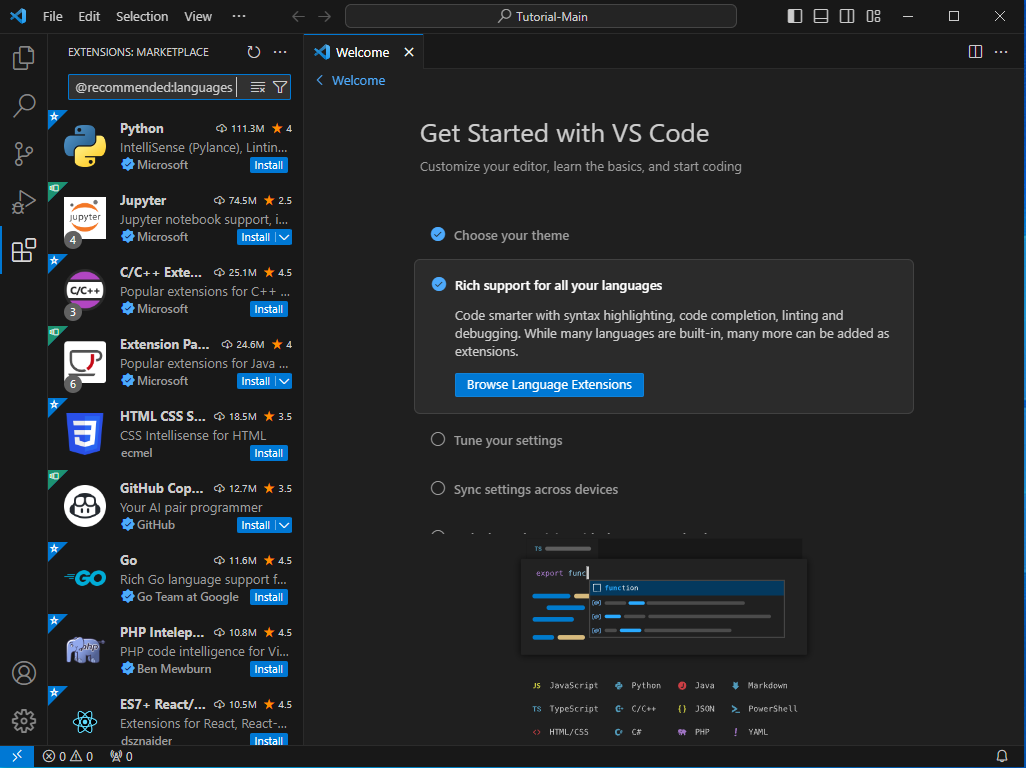 File Edit Selection View ··· Tutorial-Main
EXTENSIONS: MARKETPLACE
@recommended:languages
Python 111.3M 4
IntelliSense (Pylance), Lintin...
Microsoft Install
Jupyter 74.5M 2.5
Jupyter notebook support, i...
Microsoft Install
jupyter
4
C/C++ Exte... 25.1M 4.5
Popular extensions for C++ ...
Microsoft Install
C/C++
3
Extension Pa... 24.6M 4
Popular extensions for Java ...
Microsoft Install
6
HTML CSS S... 18.5M 3.5
CSS Intellisense for HTML
ecmel Install
3
GitHub Cop... 12.7M 3.5
Your AI pair programmer
GitHub Install
Go 11.6M 4.5
Rich Go language support f...
Go Team at Google Install
GO
PHP Intelep... 10.8M 4.5
PHP code intelligence for Vi...
Ben Mewburn Install
php
ES7+ React/... 10.5M 4.5
Extensions for React, React-...
dsznajder Install
Welcome
Welcome
Get Started with VS Code
Customize your editor, learn the basics, and start coding
Choose your theme
Rich support for all your languages
Code smarter with syntax highlighting, code completion, linting and
debugging. While many languages are built-in, many more can be added as
extensions.
Browse Language Extensions
Tune your settings
Sync settings across devices
TS
export func
function
JS JavaScript Python Java Markdown
TS TypeScript C/C++ {} JSON PowerShell
HTML/CSS C# PHP ! YAML
0 0 0